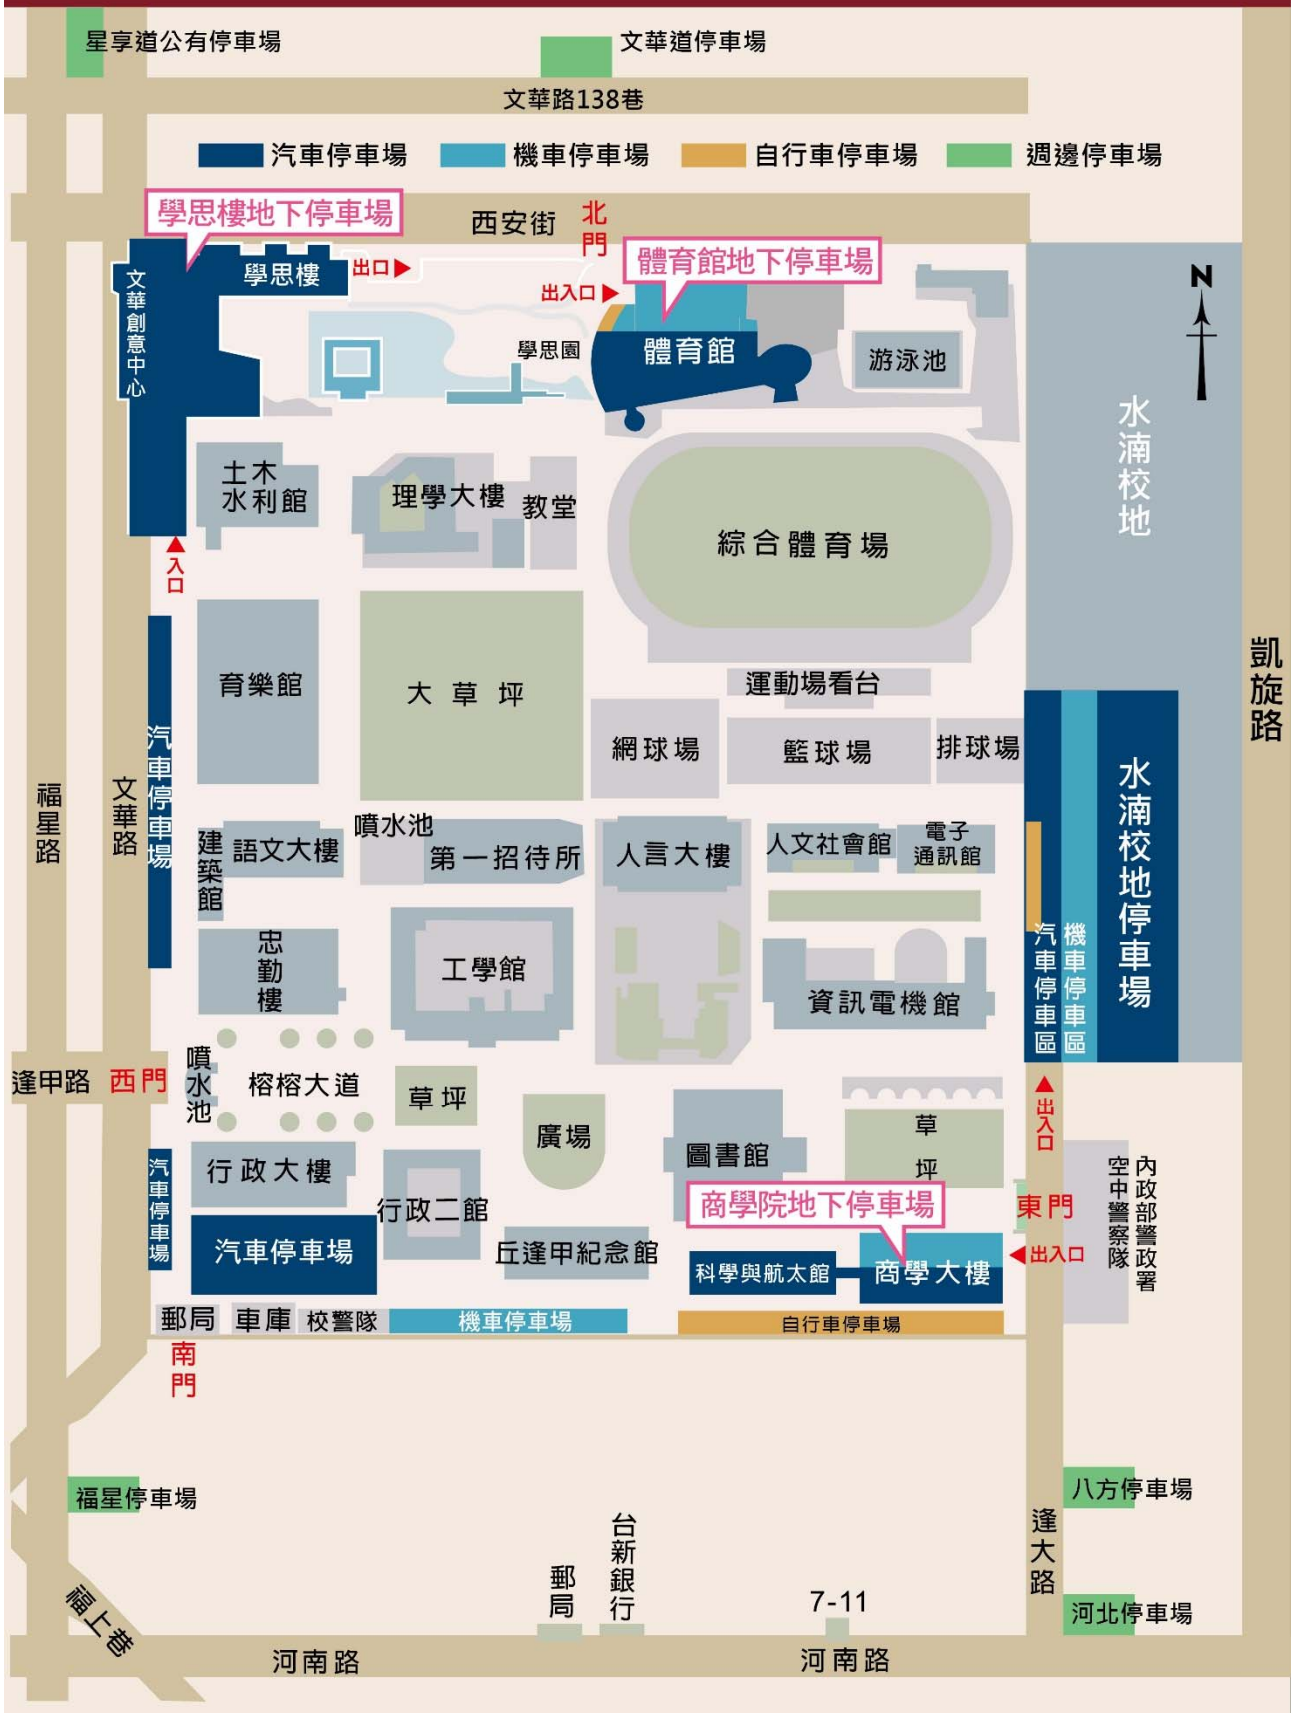 星享道公有停車場
文華道停車場
文華路138巷
汽車停車場
機車停車場
自行車停車場
週邊停車場
學思樓地下停車場
西安街
北門
體育館地下停車場
文華創意中心
學思樓
出口
出入口
學思園
體育館
游泳池
N
水湳校地
土木
水利館
理學大樓
教堂
綜合體育場
入口
育樂館
大草坪
運動場看台
網球場
籃球場
排球場
凱旋路
福星路
文華路
汽車停車場
建築館
語文大樓
噴水池
第一招待所
人言大樓
人文社會館
電子
通訊館
水湳校地停車場
汽車停車區
機車停車區
忠勤樓
工學館
資訊電機館
逢甲路
西門
噴水池
榕榕大道
草坪
廣場
圖書館
草坪
出入口
內政部警政署
空中警察隊
汽車停車場
行政大樓
行政二館
商學院地下停車場
東門
汽車停車場
丘逢甲紀念館
科學與航太館
商學大樓
出入口
郵局
車庫
校警隊
機車停車場
自行車停車場
南門
福星停車場
八方停車場
逢大路
台新銀行
郵局
7-11
河北停車場
福上巷
河南路
河南路